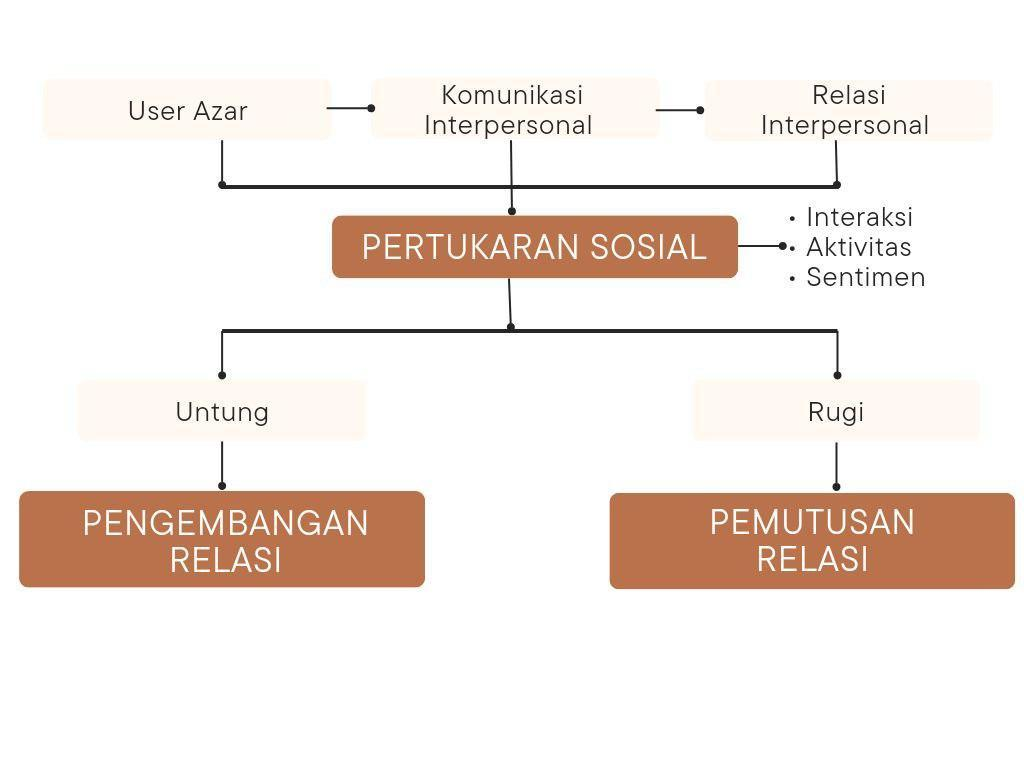 User Azar
Komunikasi
Interpersonal
Relasi
Interpersonal
PERTUKARAN SOSIAL
• Interaksi
• Aktivitas
• Sentimen
Untung
Rugi
PENGEMBANGAN
RELASI
PEMUTUSAN
RELASI